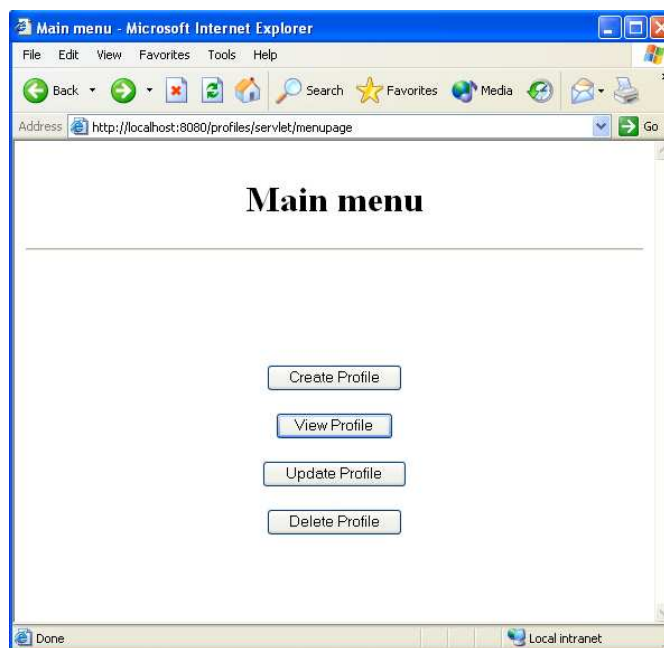 Main menu - Microsoft Internet Explorer
File Edit View Favorites Tools Help
Back Search Favorites Media
Address http://localhost:8080/profiles/servlet/menupage Go
Main menu
Create Profile
View Profile
Update Profile
Delete Profile
Done Local intranet